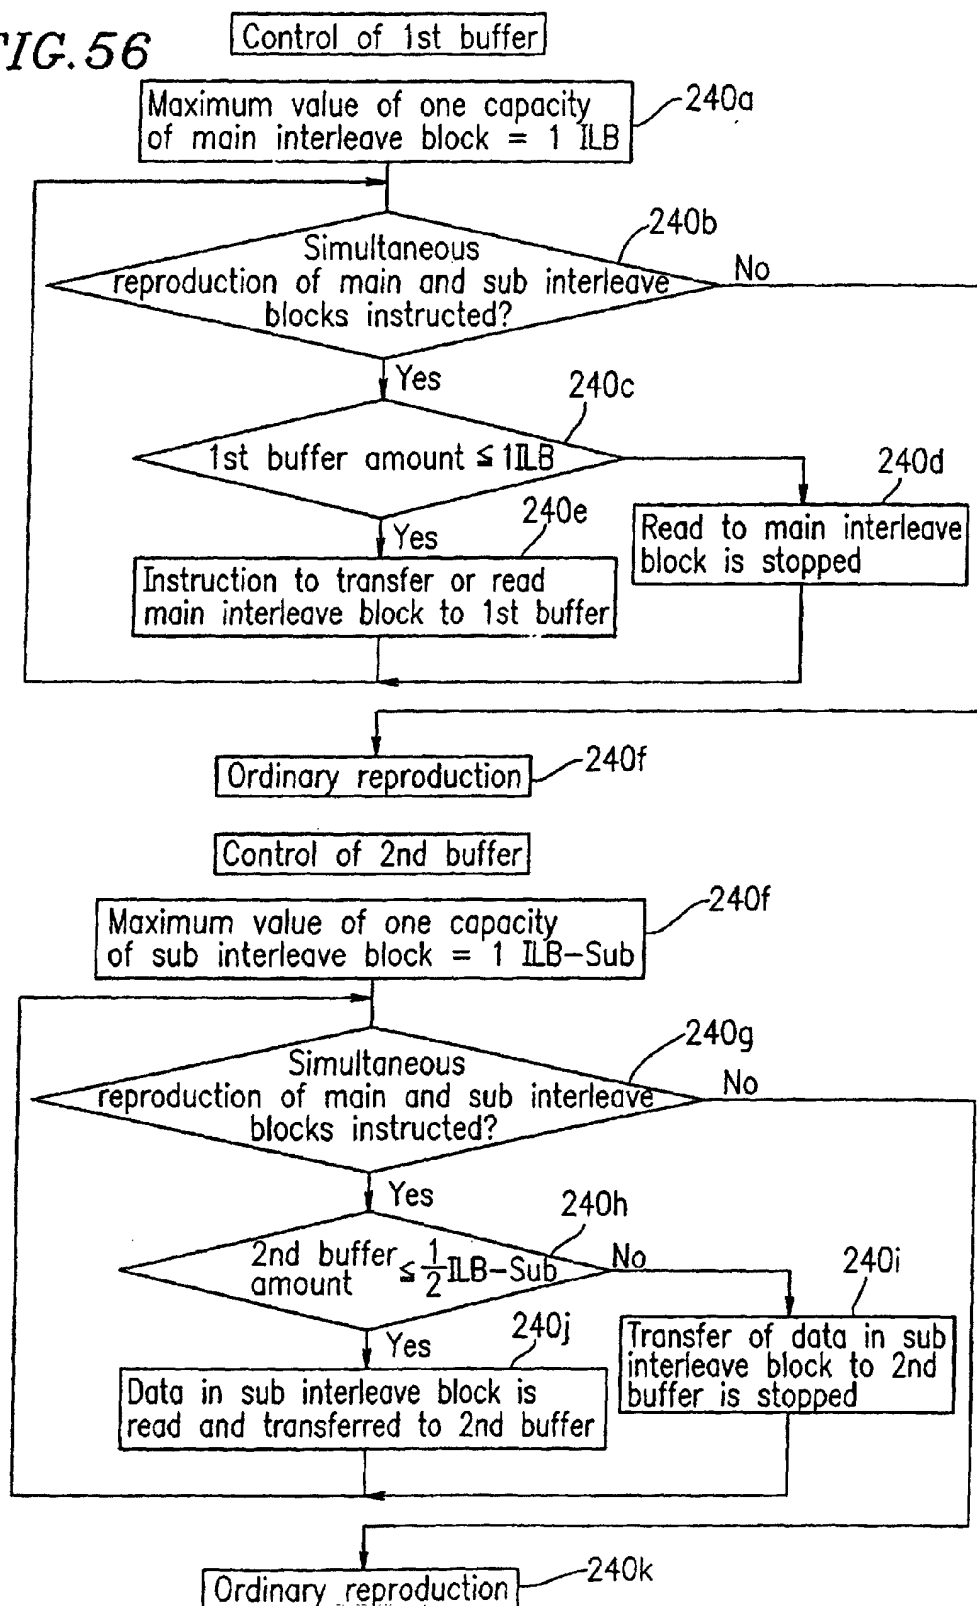 FIG.56
Control of 1st buffer
Maximum value of one capacity
of main interleave block = 1 ILB
240a
Simultaneous
reproduction of main and sub interleave
blocks instructed?
240b
No
Yes
240c
1st buffer amount ≦ 1ILB
240d
Read to main interleave
block is stopped
Yes
240e
Instruction to transfer or read
main interleave block to 1st buffer
Ordinary reproduction
240f
Control of 2nd buffer
Maximum value of one capacity
of sub interleave block = 1 ILB-Sub
240f
Simultaneous
reproduction of main and sub interleave
blocks instructed?
240g
No
Yes
240h
2nd buffer
amount ≦ 1/2 ILB-Sub
No
240i
Transfer of data in sub
interleave block to 2nd
buffer is stopped
Yes
240j
Data in sub interleave block is
read and transferred to 2nd buffer
Ordinary reproduction
240k